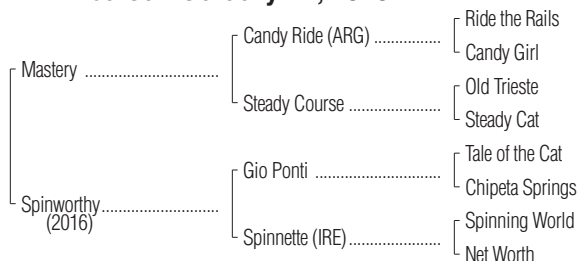 Ride the Rails
Candy Ride (ARG) ................
Candy Girl
Mastery ...........................
Old Trieste
Steady Course .................
Steady Cat
Tale of the Cat
Gio Ponti .......................
Chipeta Springs
Spinworthy.......................
(2016)
Spinning World
Spinnette (IRE)..................
Net Worth